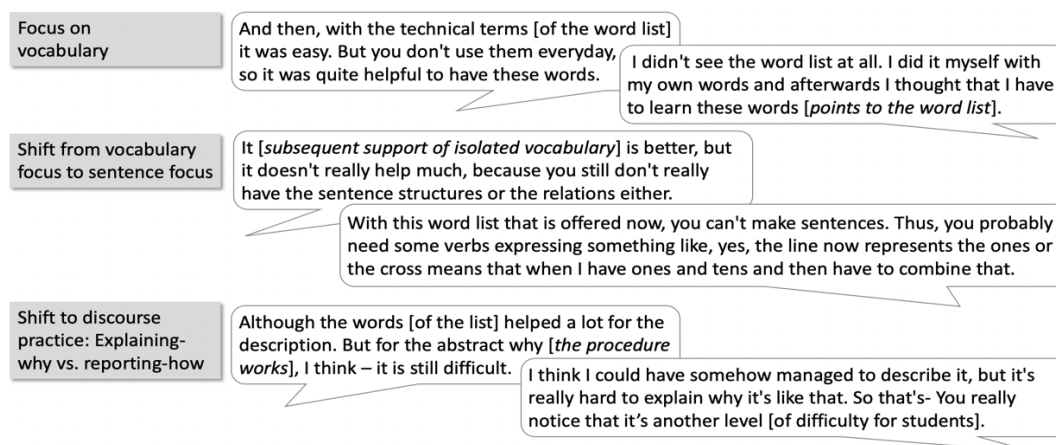 Focus on
vocabulary
And then, with the technical terms [of the word list]
it was easy. But you don't use them everyday,
so it was quite helpful to have these words.
I didn't see the word list at all. I did it myself with
my own words and afterwards I thought that I have
to learn these words [points to the word list].
Shift from vocabulary
focus to sentence focus
It [subsequent support of isolated vocabulary] is better, but
it doesn't really help much, because you still don't really
have the sentence structures or the relations either.
With this word list that is offered now, you can't make sentences. Thus, you probably
need some verbs expressing something like, yes, the line now represents the ones or
the cross means that when I have ones and tens and then have to combine that.
Shift to discourse
practice: Explaining-
why vs. reporting-how
Although the words [of the list] helped a lot for the
description. But for the abstract why [the procedure
works], I think – it is still difficult.
I think I could have somehow managed to describe it, but it's
really hard to explain why it's like that. So that's- You really
notice that it’s another level [of difficulty for students].